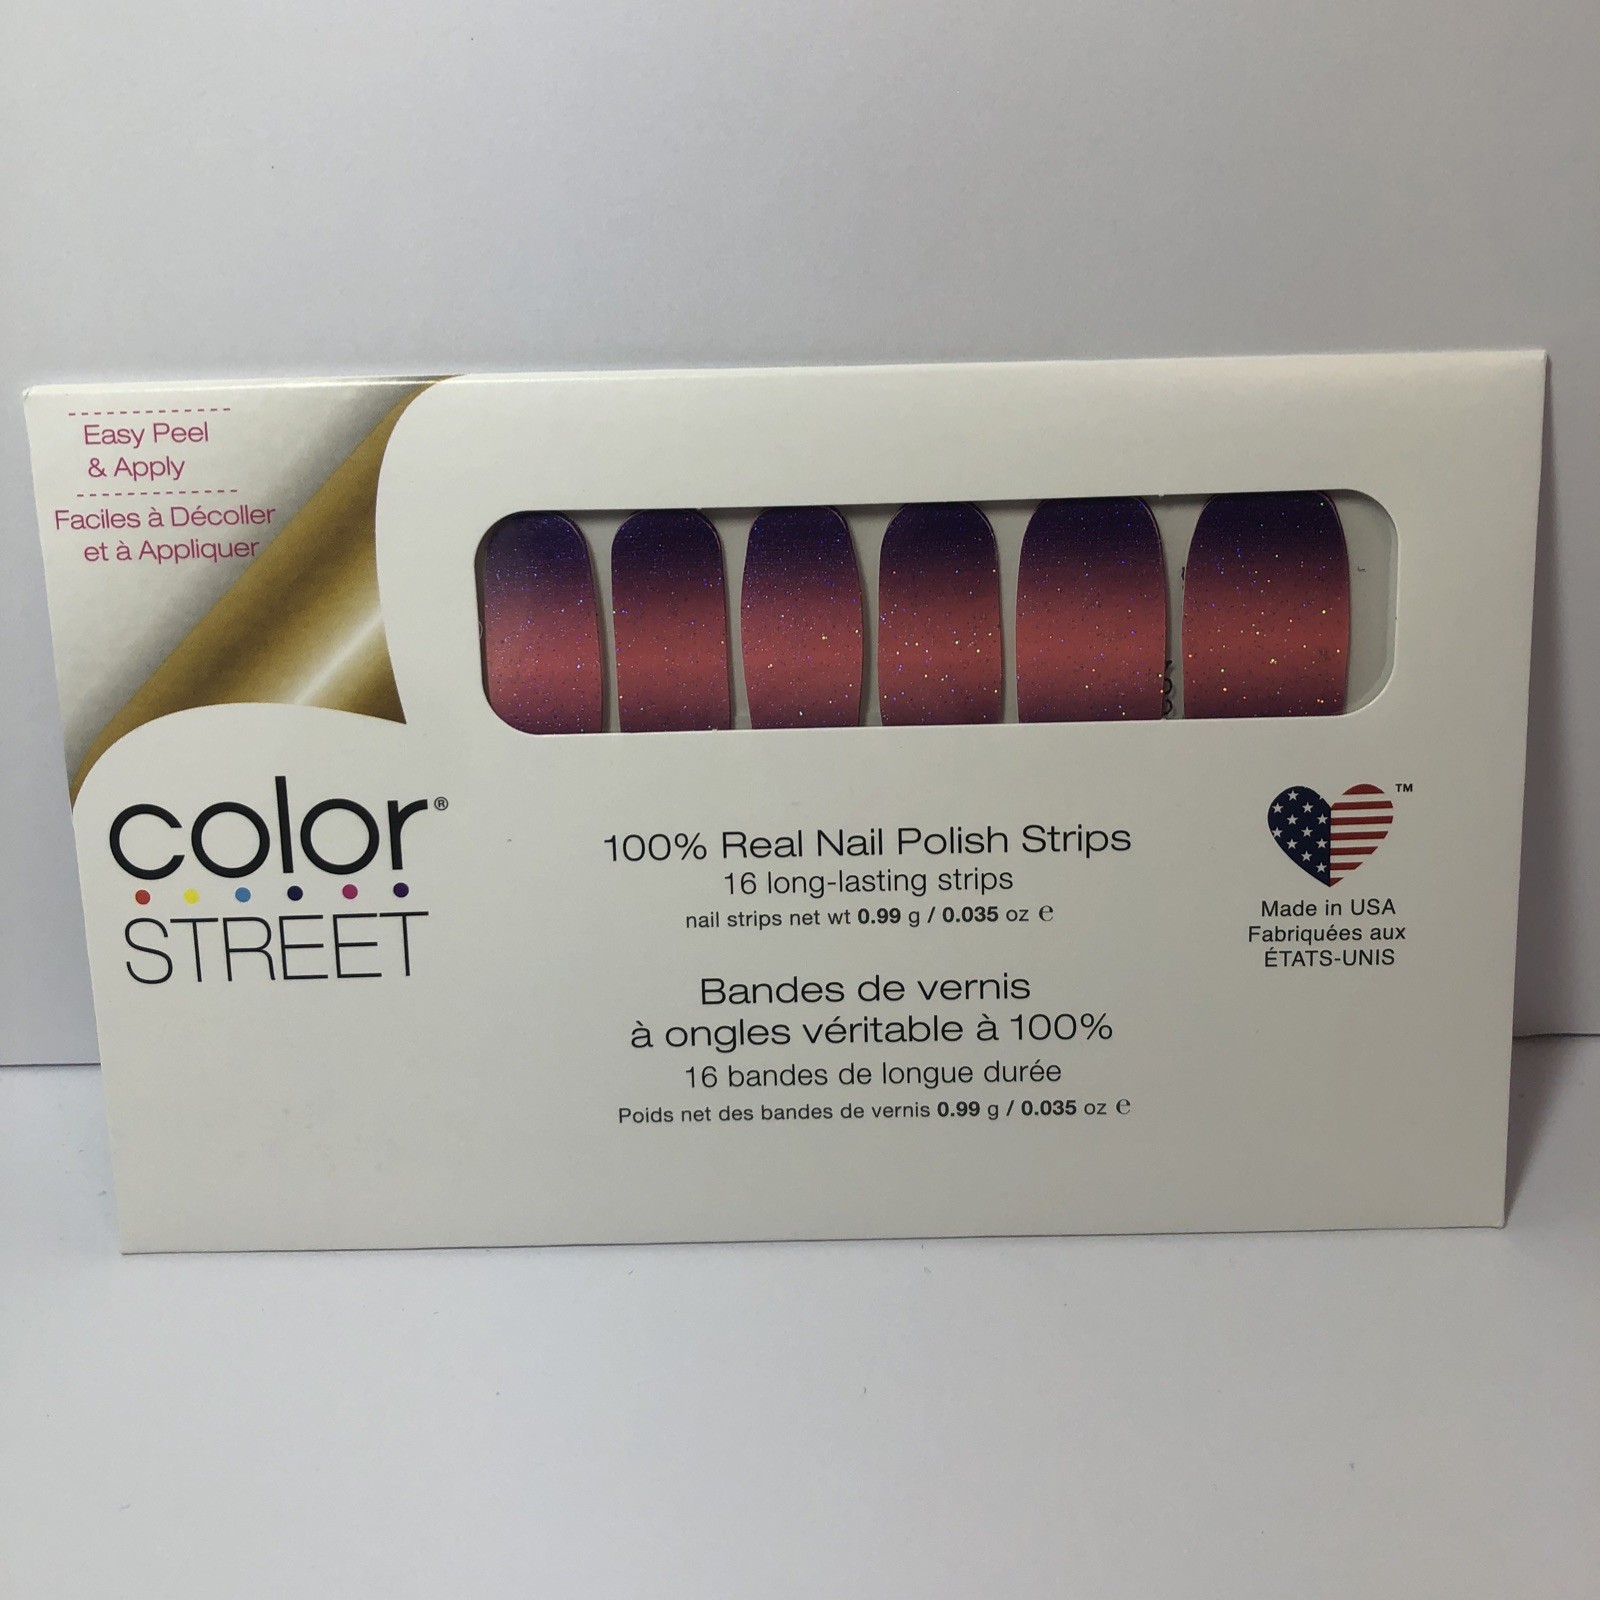 Easy Peel
& Apply
Faciles à Décoller
et à Appliquer
color®
STREET
100% Real Nail Polish Strips
16 long-lasting strips
nail strips net wt 0.99 g / 0.035 oz ℮
Bandes de vernis
à ongles véritable à 100%
16 bandes de longue durée
Poids net des bandes de vernis 0.99 g / 0.035 oz ℮
™
Made in USA
Fabriquées aux
ÉTATS-UNIS